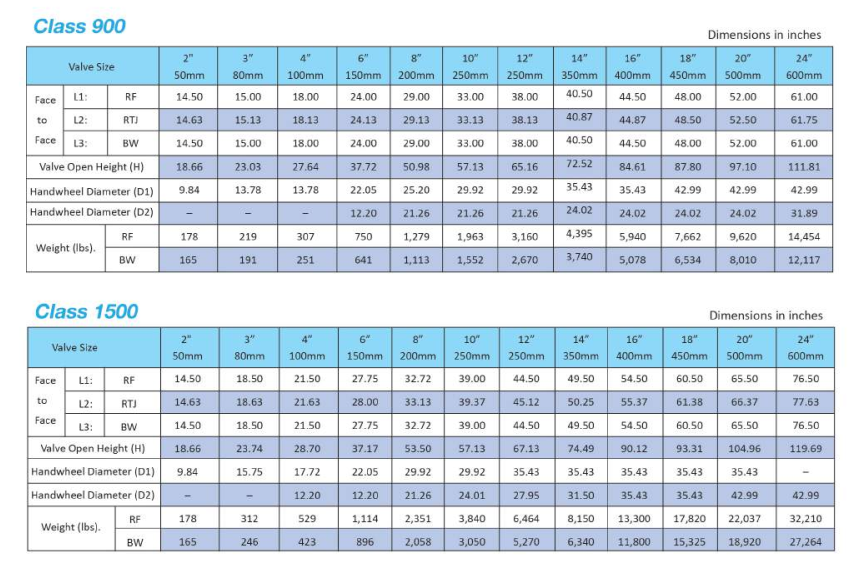 Class 900
Dimensions in inches
Valve Size 2" 3" 4" 6" 8" 10" 12" 14" 16" 18" 20" 24"
50mm 80mm 100mm 150mm 200mm 250mm 250mm 350mm 400mm 450mm 500mm 600mm
Face L1: RF 14.50 15.00 18.00 24.00 29.00 33.00 38.00 40.50 44.50 48.00 52.00 61.00
to L2: RTJ 14.63 15.13 18.13 24.13 29.13 33.13 38.13 40.87 44.87 48.50 52.50 61.75
Face L3: BW 14.50 15.00 18.00 24.00 29.00 33.00 38.00 40.50 44.50 48.00 52.00 61.00
Valve Open Height (H) 18.66 23.03 27.64 37.72 50.98 57.13 65.16 72.52 84.61 87.80 97.10 111.81
Handwheel Diameter (D1) 9.84 13.78 13.78 22.05 25.20 29.92 29.92 35.43 35.43 42.99 42.99 42.99
Handwheel Diameter (D2) – – – 12.20 21.26 21.26 21.26 24.02 24.02 24.02 24.02 31.89
Weight (lbs). RF 178 219 307 750 1,279 1,963 3,160 4,395 5,940 7,662 9,620 14,454
BW 165 191 251 641 1,113 1,552 2,670 3,740 5,078 6,534 8,010 12,117
Class 1500
Dimensions in inches
Valve Size 2" 3" 4" 6" 8" 10" 12" 14" 16" 18" 20" 24"
50mm 80mm 100mm 150mm 200mm 250mm 250mm 350mm 400mm 450mm 500mm 600mm
Face L1: RF 14.50 18.50 21.50 27.75 32.72 39.00 44.50 49.50 54.50 60.50 65.50 76.50
to L2: RTJ 14.63 18.63 21.63 28.00 33.13 39.37 45.12 50.25 55.37 61.38 66.37 77.63
Face L3: BW 14.50 18.50 21.50 27.75 32.72 39.00 44.50 49.50 54.50 60.50 65.50 76.50
Valve Open Height (H) 18.66 23.74 28.70 37.17 53.50 57.13 67.13 74.49 90.12 93.31 104.96 119.69
Handwheel Diameter (D1) 9.84 15.75 17.72 22.05 29.92 29.92 35.43 35.43 35.43 35.43 35.43 –
Handwheel Diameter (D2) – – 12.20 12.20 21.26 24.01 27.95 31.50 35.43 35.43 42.99 42.99
Weight (lbs). RF 178 312 529 1,114 2,351 3,840 6,464 8,150 13,300 17,820 22,037 32,210
BW 165 246 423 896 2,058 3,050 5,270 6,340 11,800 15,325 18,920 27,264